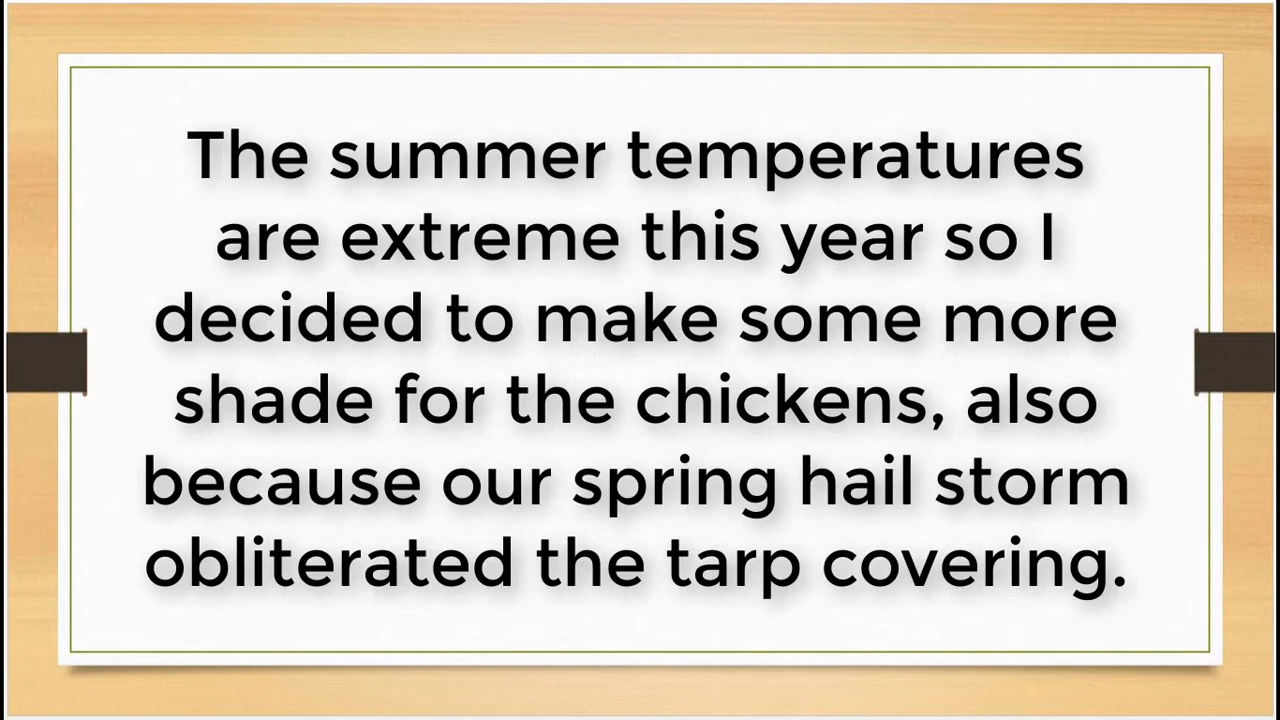 The summer temperatures
are extreme this year so I
decided to make some more
shade for the chickens, also
because our spring hail storm
obliterated the tarp covering.